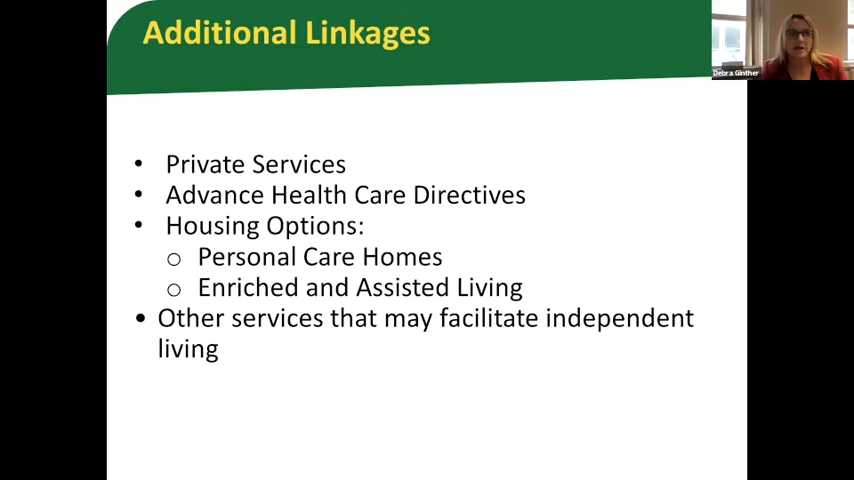 Additional Linkages
Debra Ginther
• Private Services
• Advance Health Care Directives
• Housing Options:
o Personal Care Homes
o Enriched and Assisted Living
• Other services that may facilitate independent
living